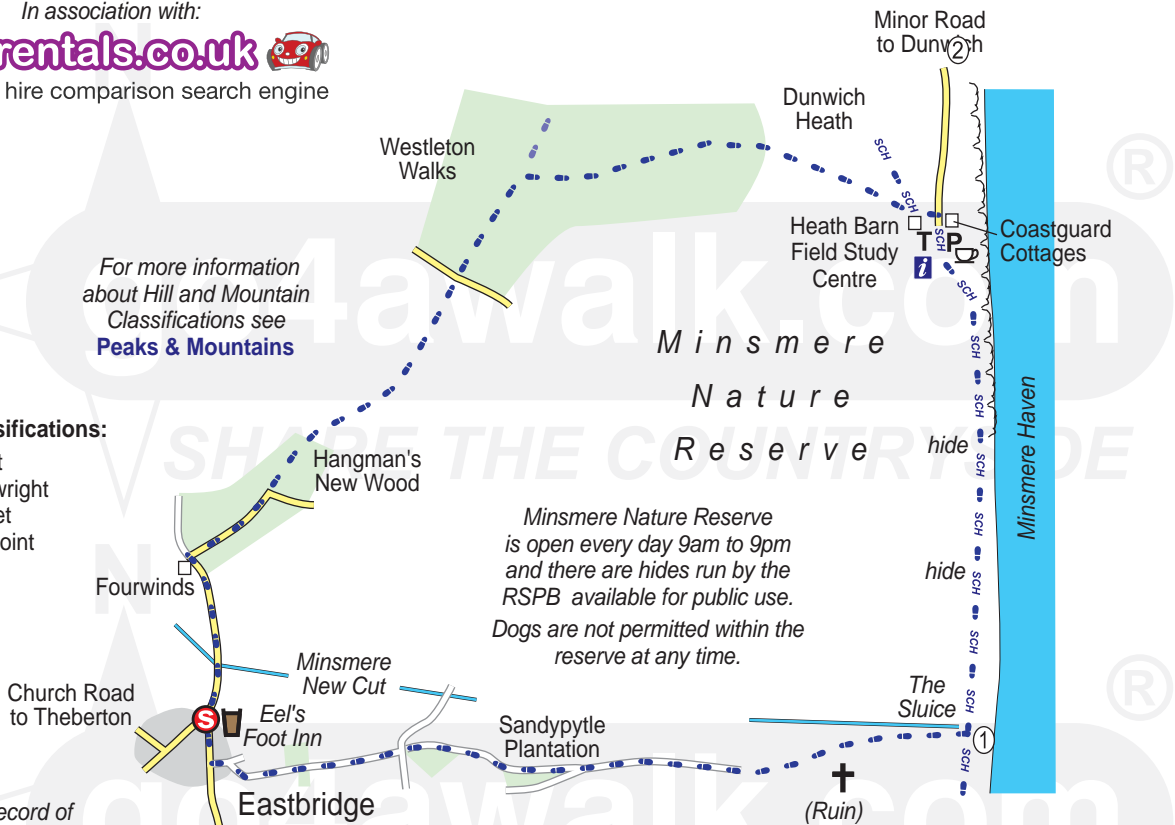 In association with:
rentals.co.uk
hire comparison search engine
Minor Road
to Dunwich
2
Dunwich
Heath
Westleton
Walks
SCH
SCH
Heath Barn
Field Study
Centre
T
P
i
SCH
Coastguard
Cottages
SCH
For more information
about Hill and Mountain
Classifications see
Peaks & Mountains
go4awalk.com
®
SHARE THE COUNTRYSIDE
Minsmere
Nature
Reserve
SCH
SCH
SCH
hide
SCH
SCH
SCH
Minsmere Haven
sifications:
t
wright
et
oint
Hangman's
New Wood
Minsmere Nature Reserve
is open every day 9am to 9pm
and there are hides run by the
RSPB available for public use.
Dogs are not permitted within the
reserve at any time.
hide
SCH
SCH
SCH
N
N
Fourwinds
Minsmere
New Cut
Church Road
to Theberton
S
Eel's
Foot Inn
Sandypytle
Plantation
The
Sluice
1
SCH
®
Eastbridge
(Ruin)
ecord of
go4awalk.com